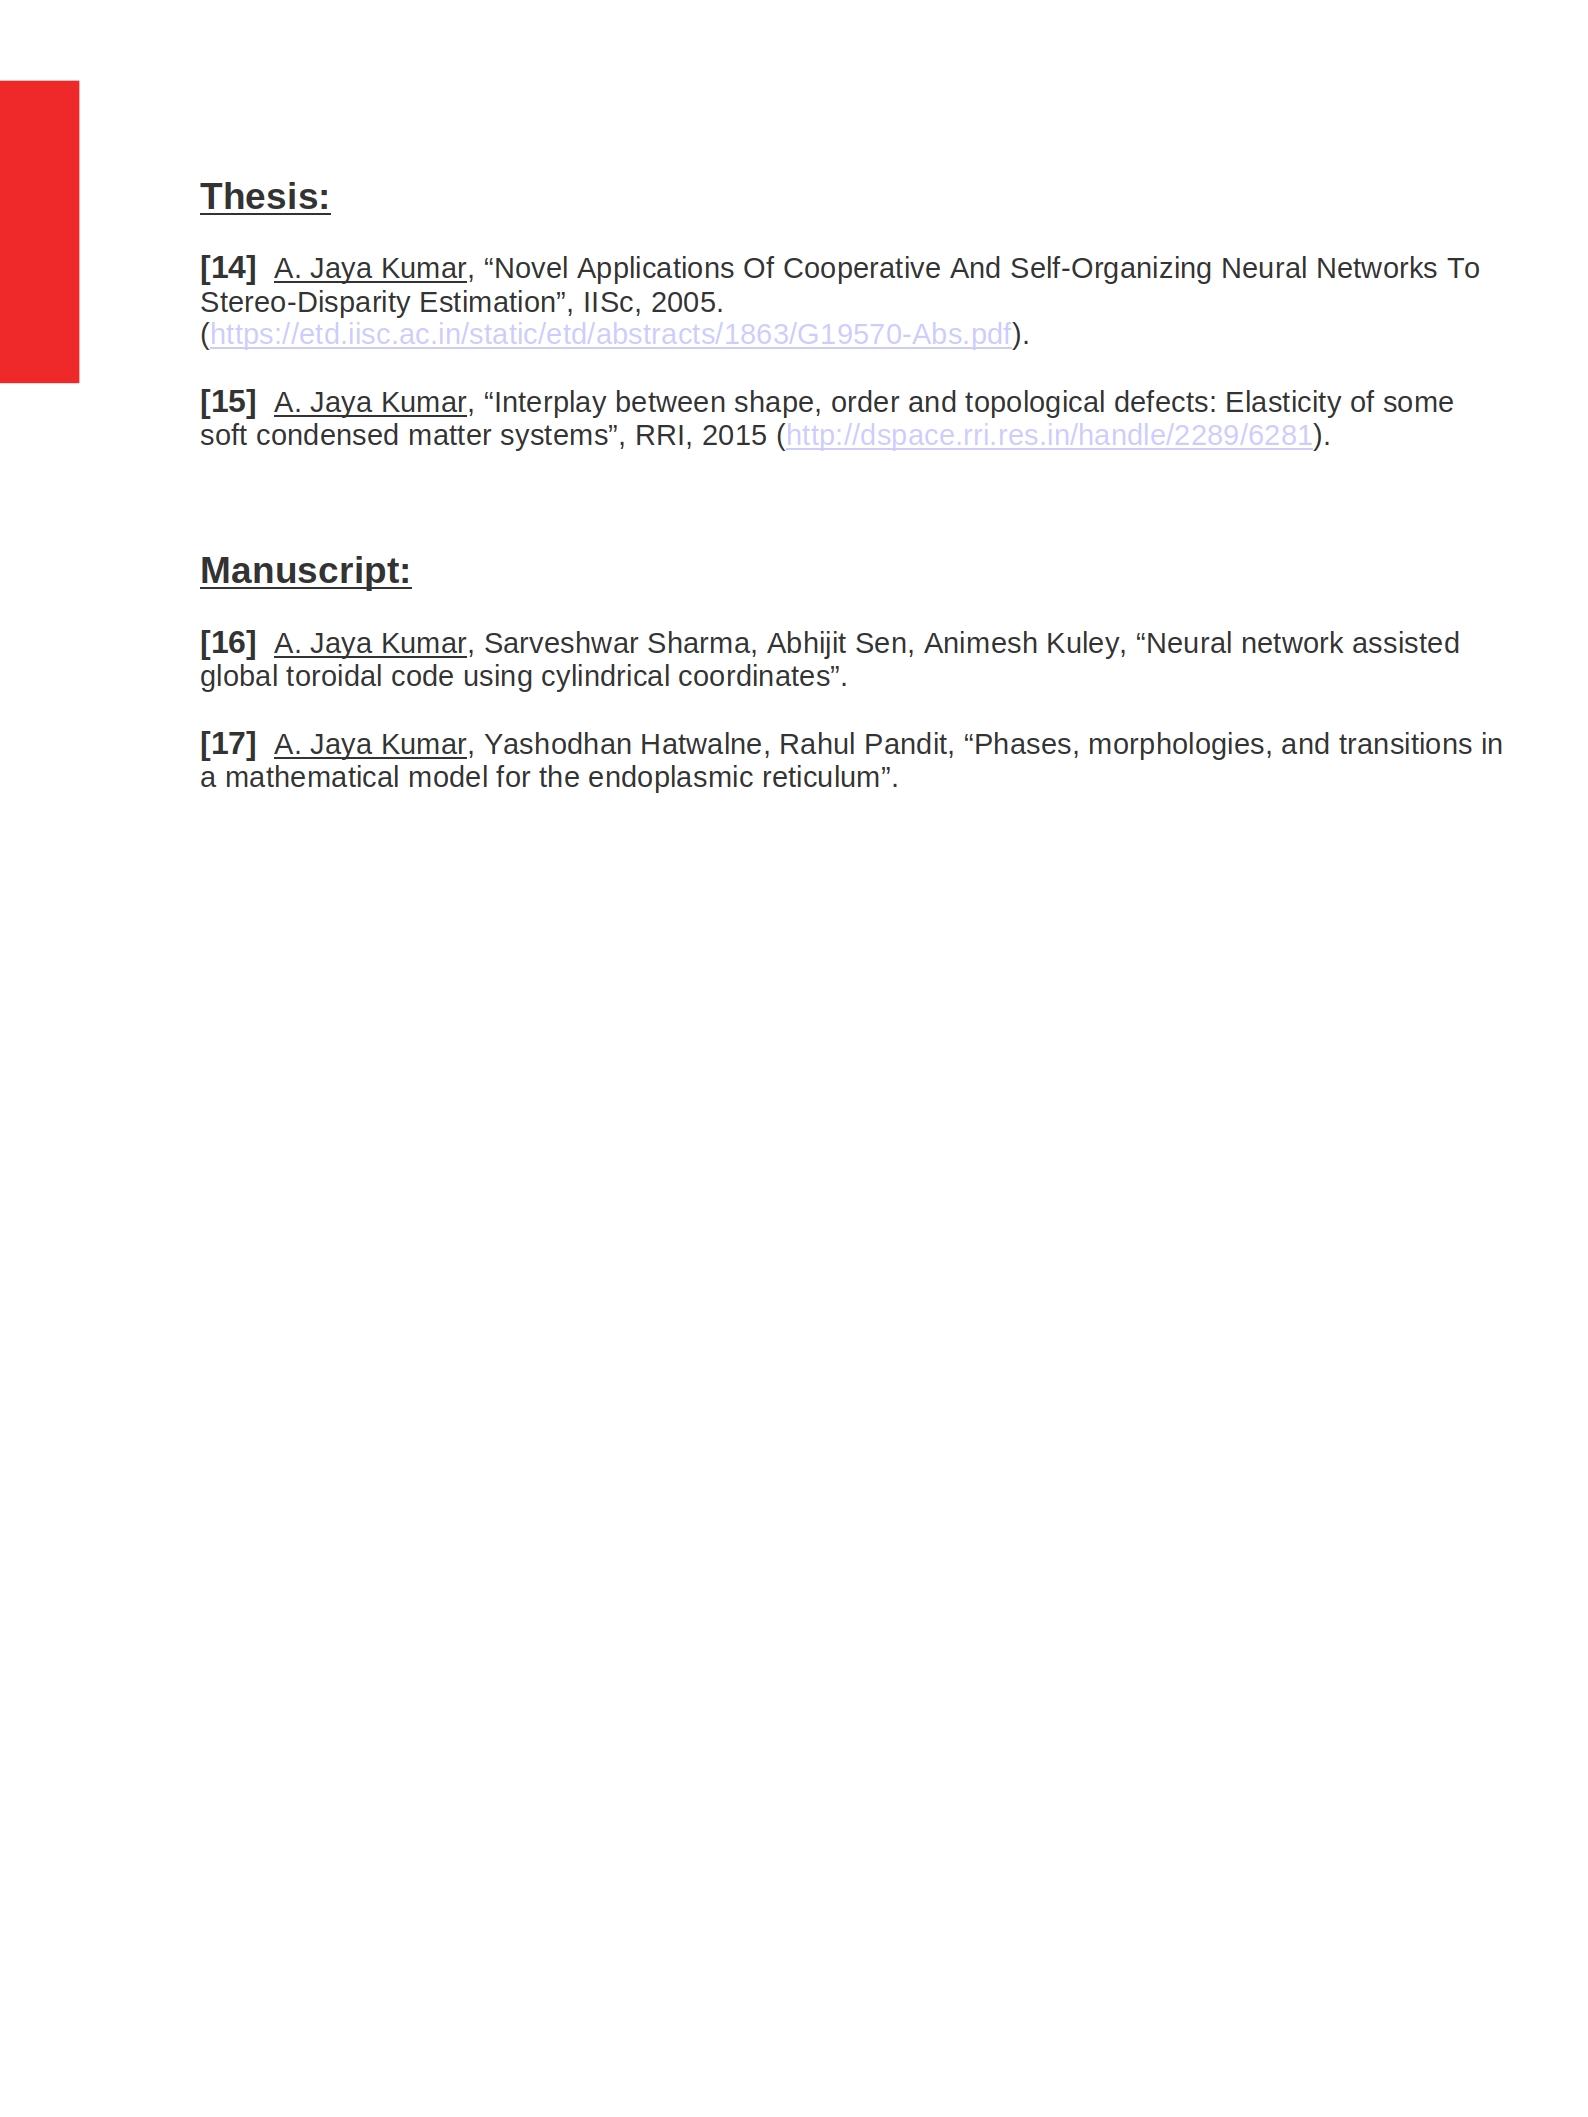 Thesis:
[14] A. Jaya Kumar, “Novel Applications Of Cooperative And Self-Organizing Neural Networks To
Stereo-Disparity Estimation”, IISc, 2005.
(https://etd.iisc.ac.in/static/etd/abstracts/1863/G19570-Abs.pdf).
[15] A. Jaya Kumar, “Interplay between shape, order and topological defects: Elasticity of some
soft condensed matter systems”, RRI, 2015 (http://dspace.rri.res.in/handle/2289/6281).
Manuscript:
[16] A. Jaya Kumar, Sarveshwar Sharma, Abhijit Sen, Animesh Kuley, “Neural network assisted
global toroidal code using cylindrical coordinates”.
[17] A. Jaya Kumar, Yashodhan Hatwalne, Rahul Pandit, “Phases, morphologies, and transitions in
a mathematical model for the endoplasmic reticulum”.